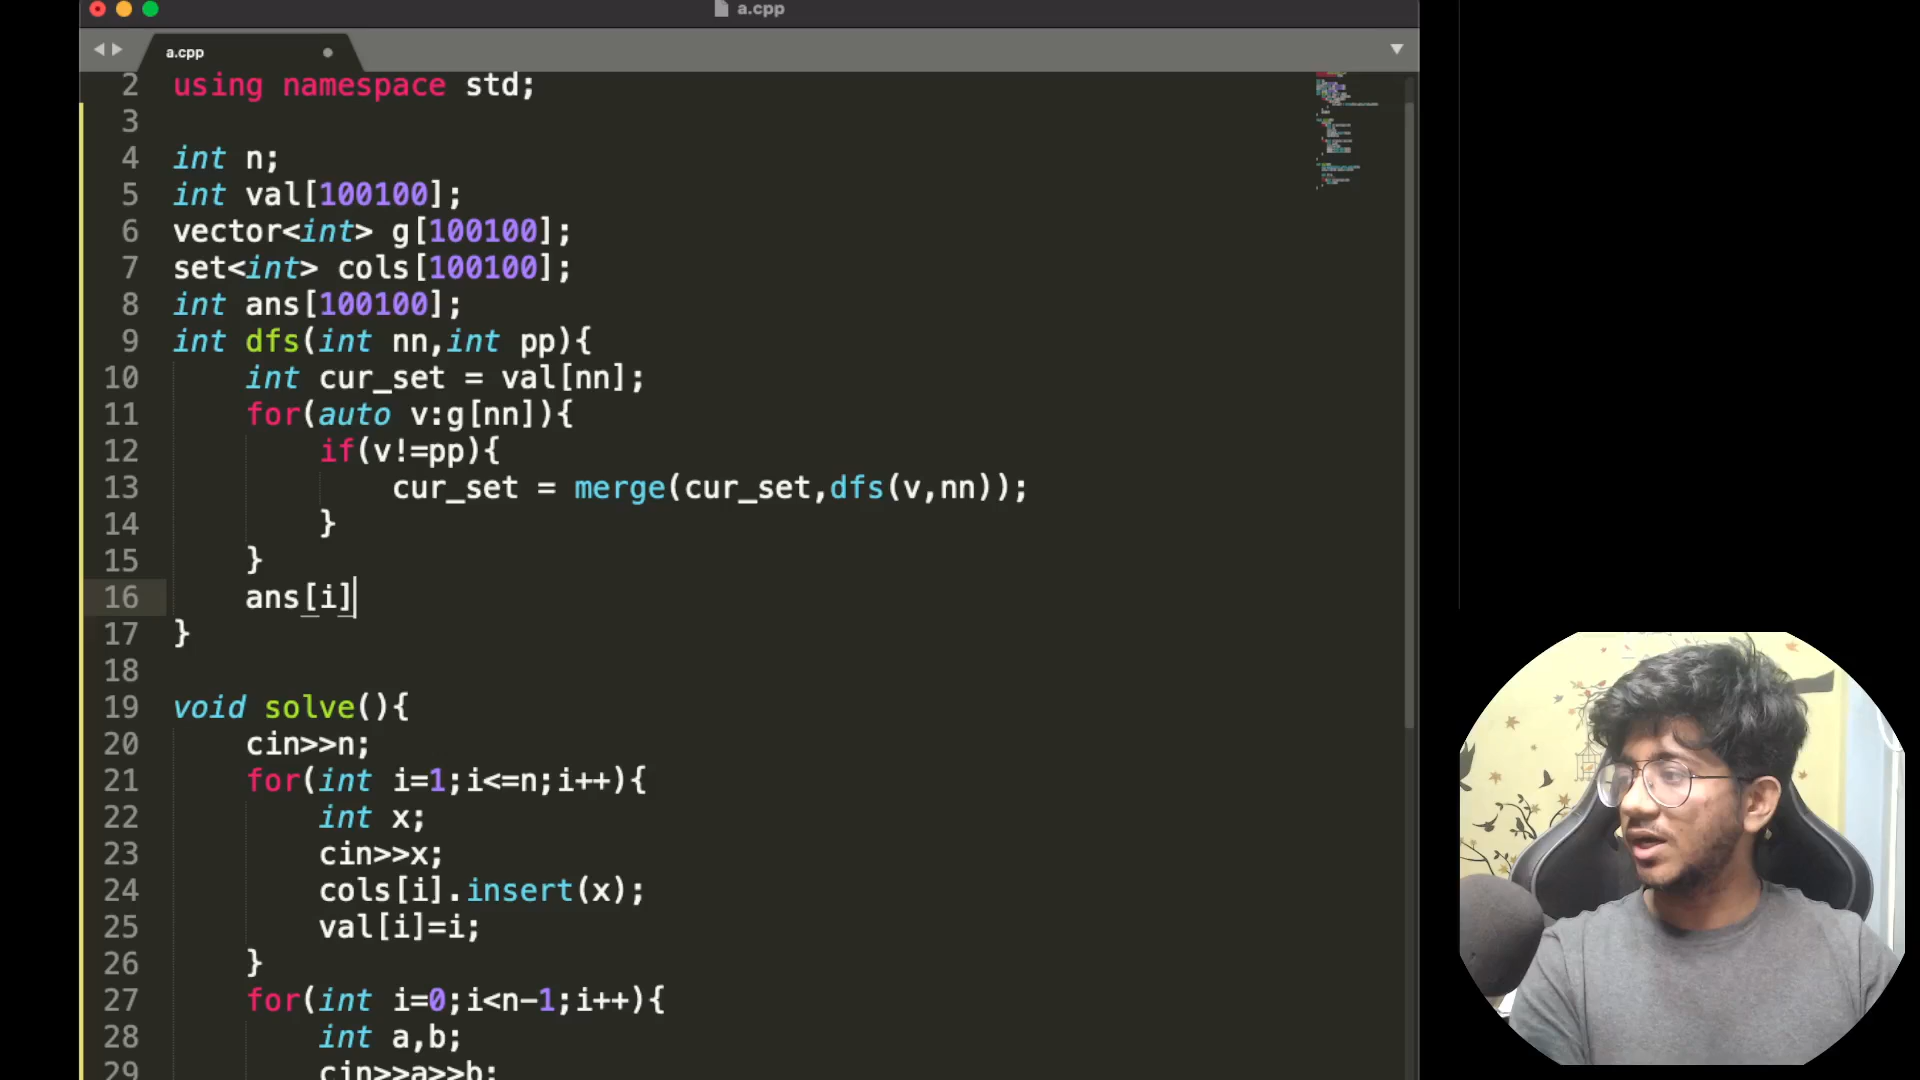 a.cpp
a.cpp
2 using namespace std;
3
4 int n;
5 int val[100100];
6 vector<int> g[100100];
7 set<int> cols[100100];
8 int ans[100100];
9 int dfs(int nn,int pp){
10 int cur_set = val[nn];
11 for(auto v:g[nn]){
12 if(v!=pp){
13 cur_set = merge(cur_set,dfs(v,nn));
14 }
15 }
16 ans[i]
17 }
18
19 void solve(){
20 cin>>n;
21 for(int i=1;i<=n;i++){
22 int x;
23 cin>>x;
24 cols[i].insert(x);
25 val[i]=i;
26 }
27 for(int i=0;i<n-1;i++){
28 int a,b;
29 cin>>a>>b;